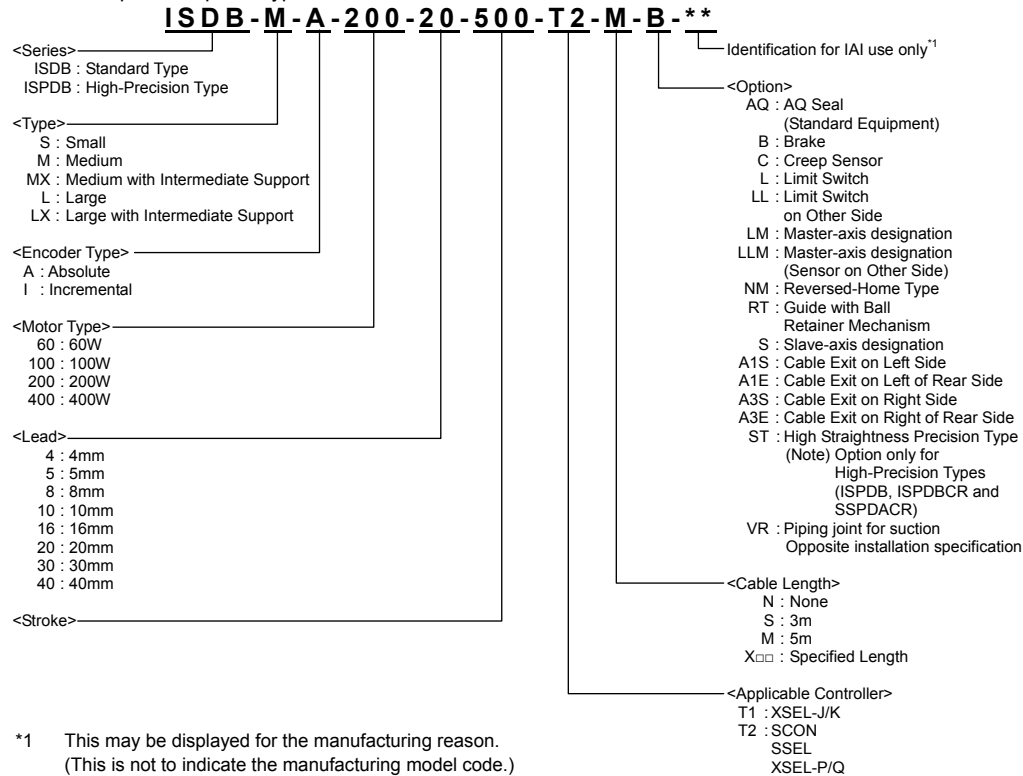 ISDB-M-A-200-20-500-T2-M-B-**
<Series>
ISDB : Standard Type
ISPDB : High-Precision Type
<Type>
S : Small
M : Medium
MX : Medium with Intermediate Support
L : Large
LX : Large with Intermediate Support
<Encoder Type>
A : Absolute
I : Incremental
<Motor Type>
60 : 60W
100 : 100W
200 : 200W
400 : 400W
<Lead>
4 : 4mm
5 : 5mm
8 : 8mm
10 : 10mm
16 : 16mm
20 : 20mm
30 : 30mm
40 : 40mm
<Stroke>
Identification for IAI use only*1
<Option>
AQ : AQ Seal
(Standard Equipment)
B : Brake
C : Creep Sensor
L : Limit Switch
LL : Limit Switch
on Other Side
LM : Master-axis designation
LLM : Master-axis designation
(Sensor on Other Side)
NM : Reversed-Home Type
RT : Guide with Ball
Retainer Mechanism
S : Slave-axis designation
A1S : Cable Exit on Left Side
A1E : Cable Exit on Left of Rear Side
A3S : Cable Exit on Right Side
A3E : Cable Exit on Right of Rear Side
ST : High Straightness Precision Type
(Note) Option only for
High-Precision Types
(ISPDB, ISPDBCR and
SSPDACR)
VR : Piping joint for suction
Opposite installation specification
<Cable Length>
N : None
S : 3m
M : 5m
X□□ : Specified Length
<Applicable Controller>
T1 : XSEL-J/K
T2 : SCON
SSEL
XSEL-P/Q
*1 This may be displayed for the manufacturing reason.
(This is not to indicate the manufacturing model code.)